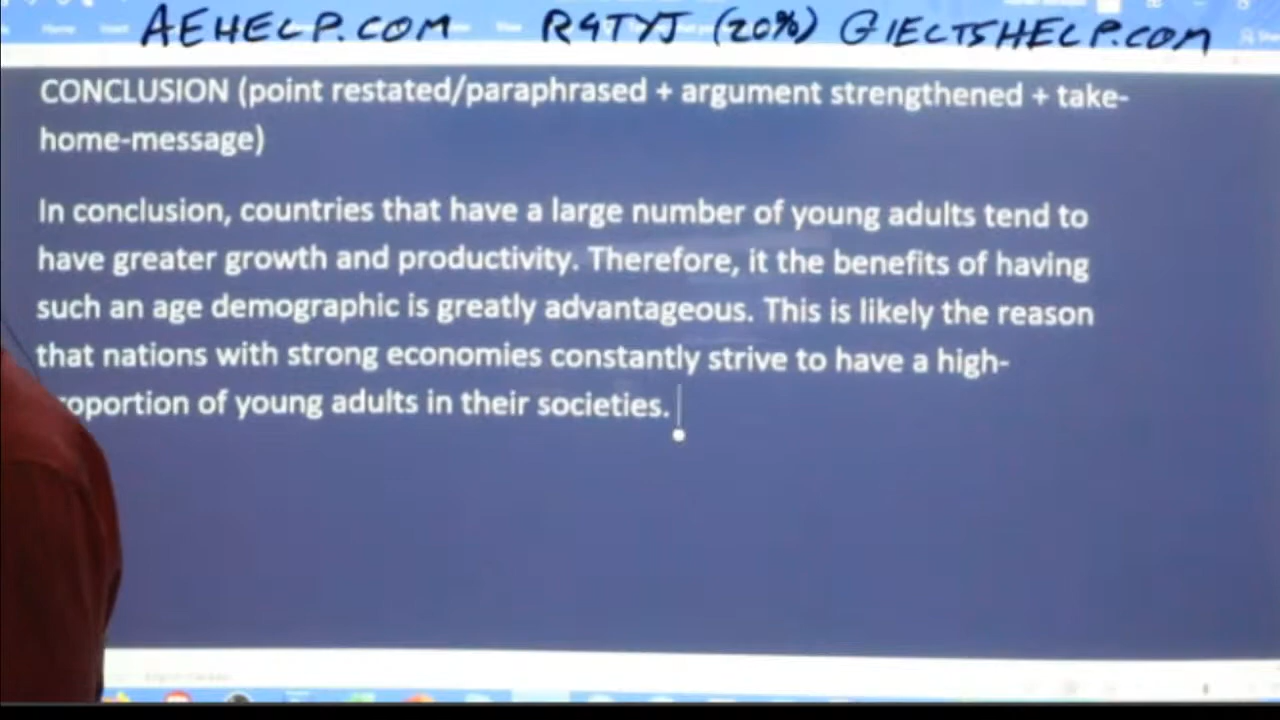 AEHELP.COM R9TYJ (20%) GIELTSHELP.COM
CONCLUSION (point restated/paraphrased + argument strengthened + take-
home-message)
In conclusion, countries that have a large number of young adults tend to
have greater growth and productivity. Therefore, it the benefits of having
such an age demographic is greatly advantageous. This is likely the reason
that nations with strong economies constantly strive to have a high-
roportion of young adults in their societies.